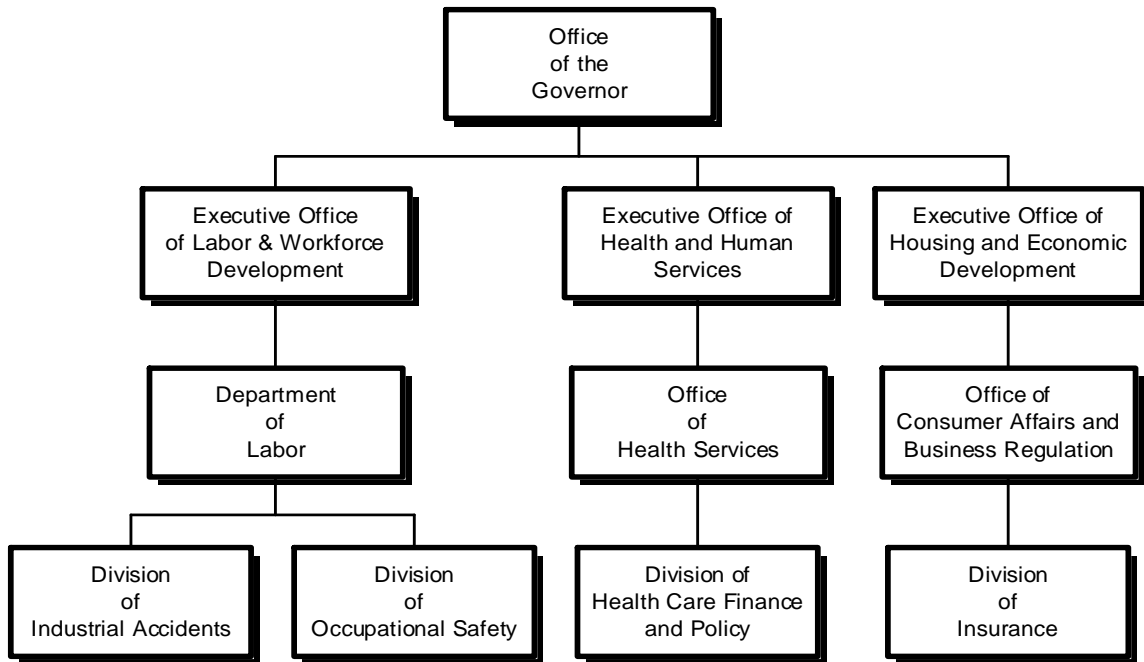 Office
of the
Governor
Executive Office
of Labor & Workforce
Development
Executive Office of
Health and Human
Services
Executive Office of
Housing and Economic
Development
Department
of
Labor
Office
of
Health Services
Office of
Consumer Affairs and
Business Regulation
Division
of
Industrial Accidents
Division
of
Occupational Safety
Division of
Health Care Finance
and Policy
Division
of
Insurance